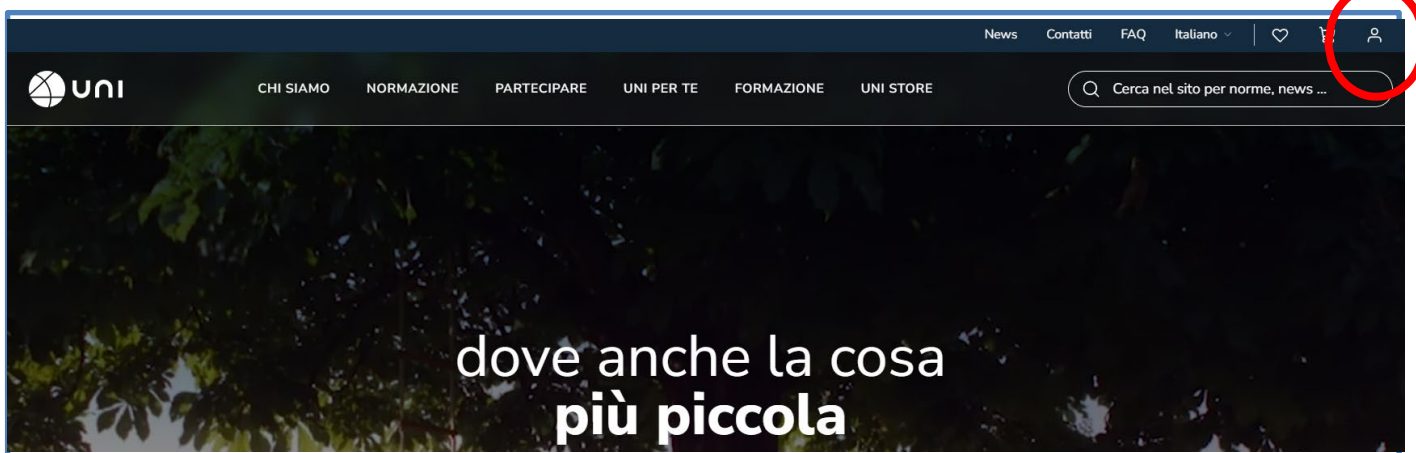 News Contatti FAQ Italiano
uni
CHI SIAMO NORMAZIONE PARTECIPARE UNI PER TE FORMAZIONE UNI STORE
Cerca nel sito per norme, news ...
dove anche la cosa
più piccola